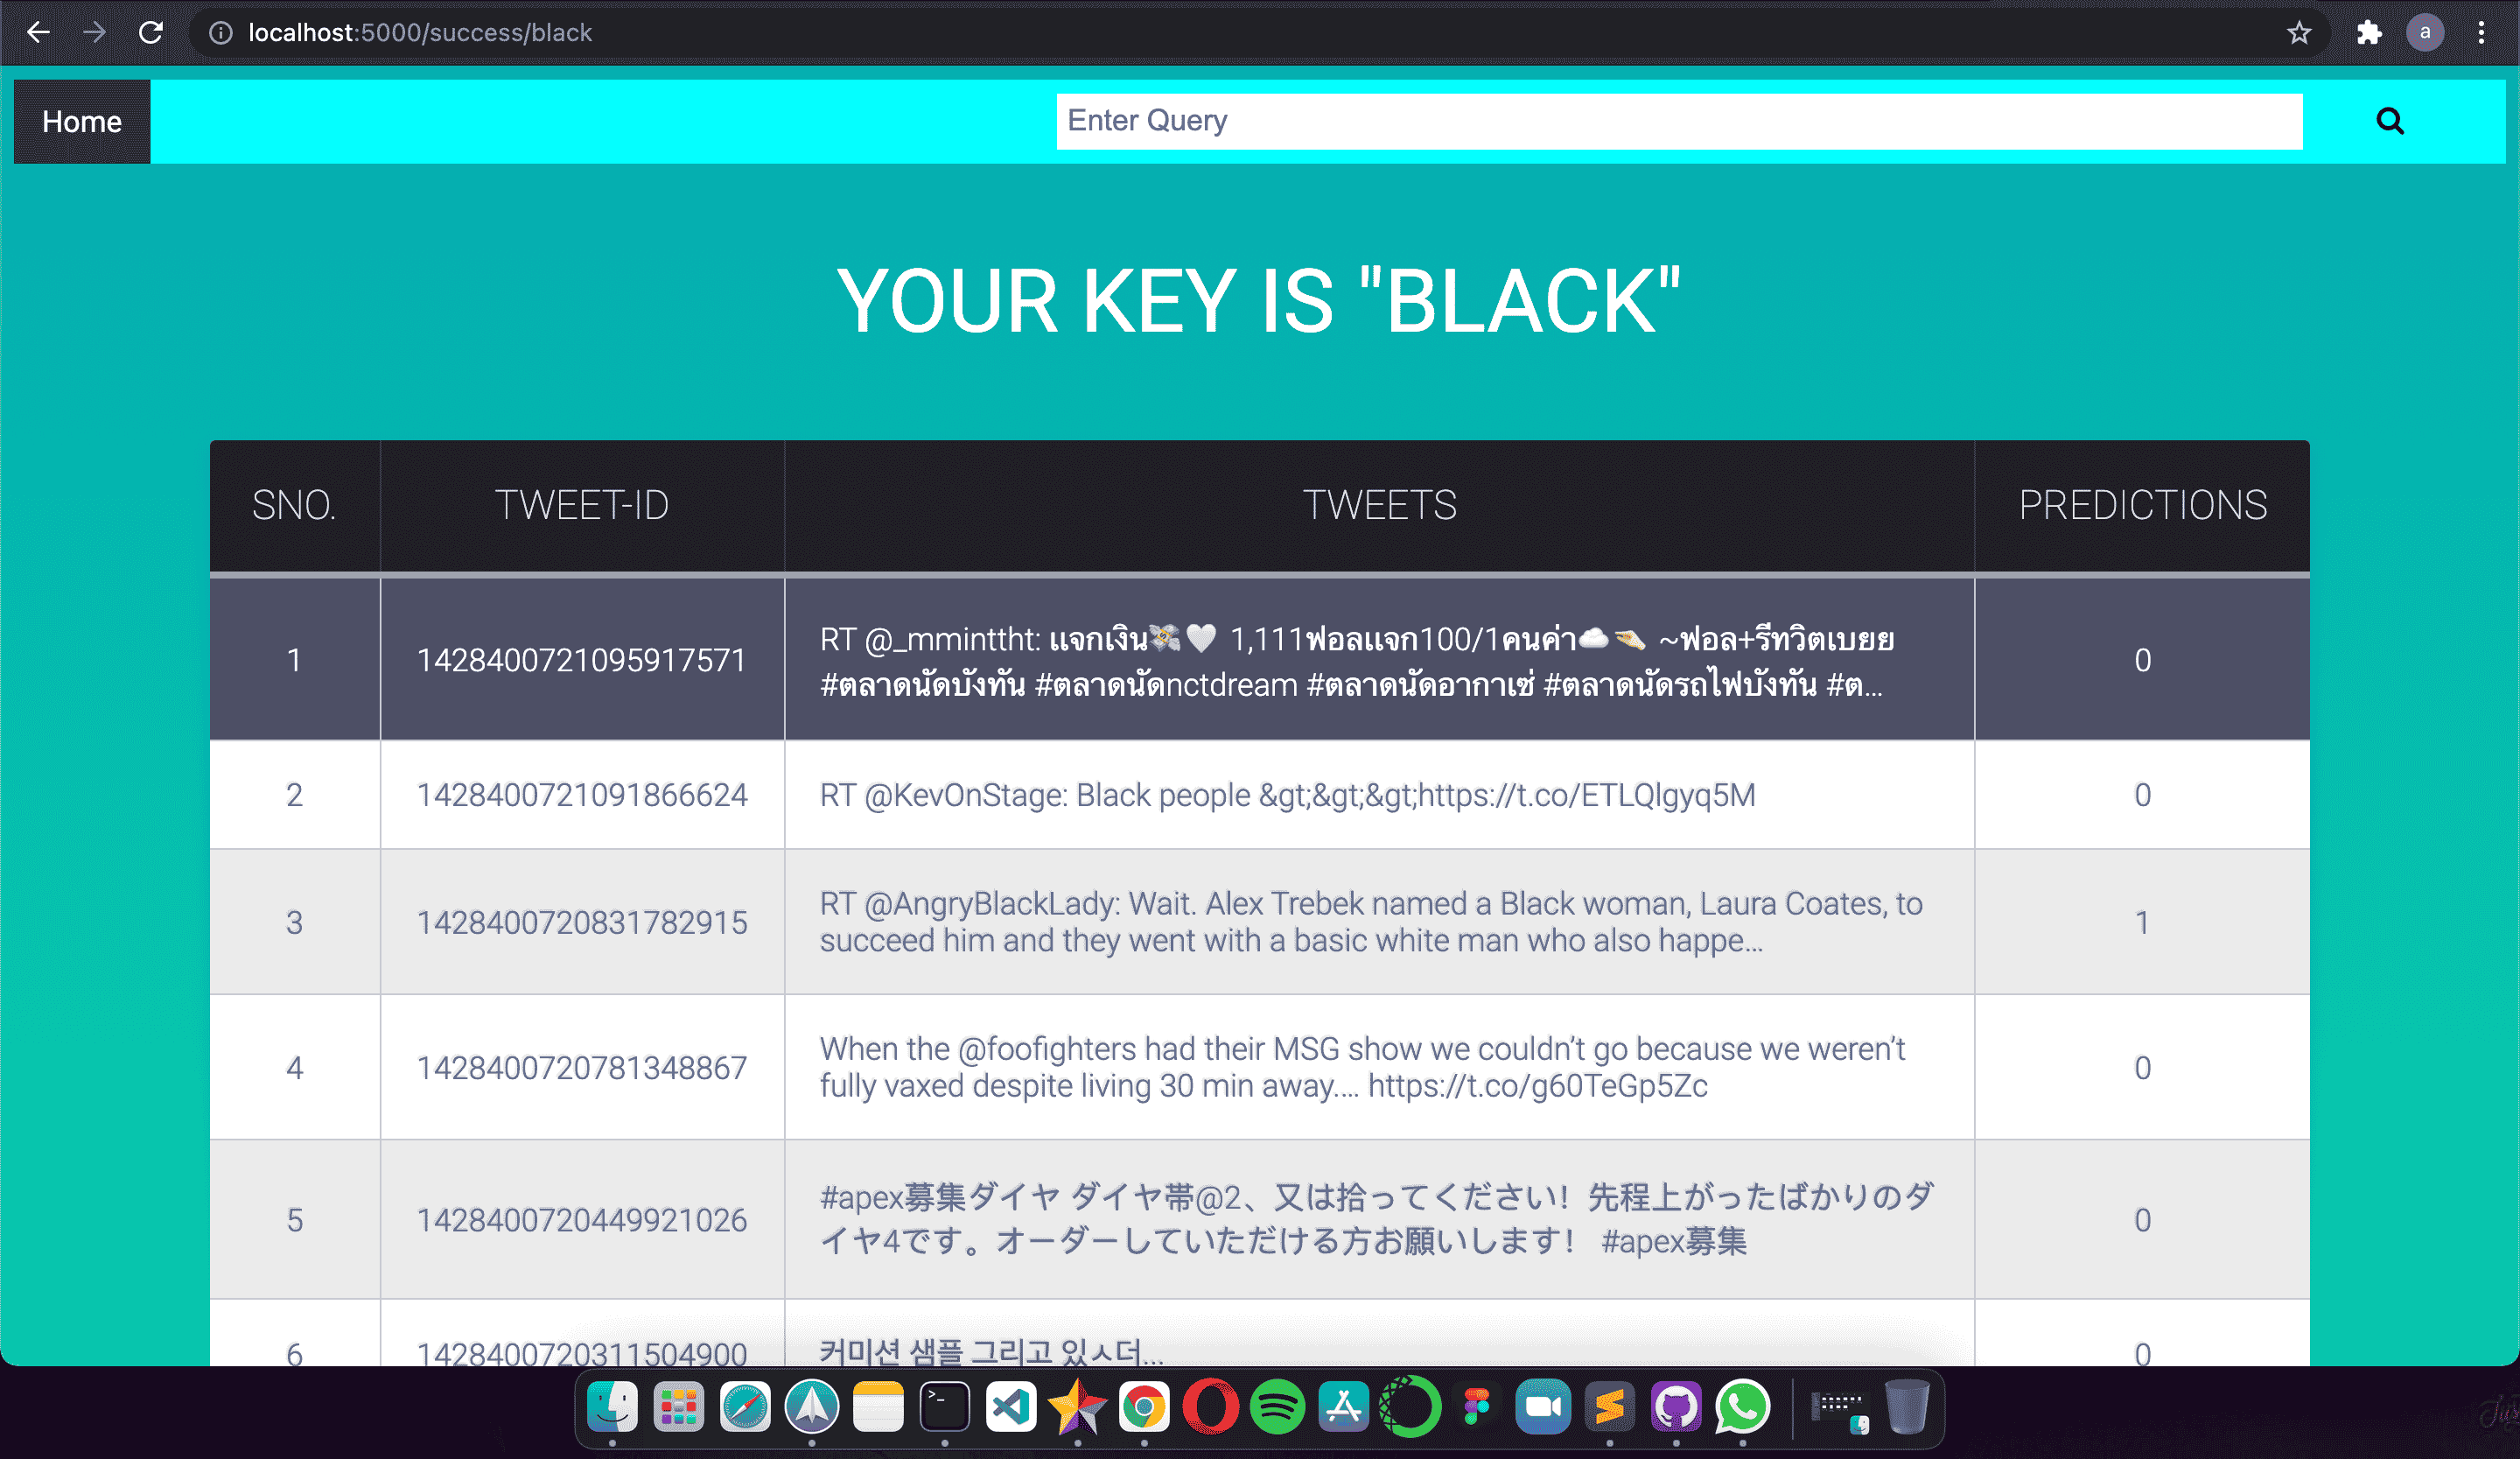 localhost:5000/success/black
a
Home
Enter Query
YOUR KEY IS "BLACK"
SNO. TWEET-ID TWEETS PREDICTIONS
1 1428400721095917571 RT @_mminttht: แจกเงิน💸🤍 1,111ฟอลแจก100/1คนค่า☁️🤏🏻 ~ฟอล+รีทวิตเบยย 0
#ตลาดนัดบังทัน #ตลาดนัดnctdream #ตลาดนัดอากาเซ่ #ตลาดนัดรถไฟบังทัน #ต…
2 1428400721091866624 RT @KevOnStage: Black people &gt;&gt;&gt;https://t.co/ETLQlgyq5M 0
3 1428400720831782915 RT @AngryBlackLady: Wait. Alex Trebek named a Black woman, Laura Coates, to 1
succeed him and they went with a basic white man who also happe…
4 1428400720781348867 When the @foofighters had their MSG show we couldn’t go because we weren’t 0
fully vaxed despite living 30 min away.… https://t.co/g60TeGp5Zc
5 1428400720449921026 #apex募集ダイヤ ダイヤ帯@2、又は拾ってください！先程上がったばかりのダ 0
イヤ4です。オーダーしていただける方お願いします！ #apex募集
6 1428400720311504900 커미션 샘플 그리고 있ㅅ더... 0